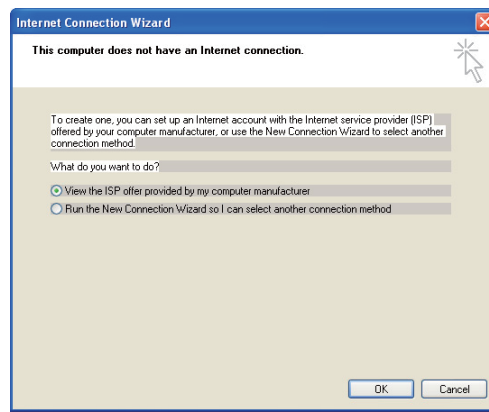 Internet Connection Wizard
This computer does not have an Internet connection.
To create one, you can set up an Internet account with the Internet service provider (ISP)
offered by your computer manufacturer, or use the New Connection Wizard to select another
connection method.
What do you want to do?
View the ISP offer provided by my computer manufacturer
Run the New Connection Wizard so I can select another connection method
OK
Cancel